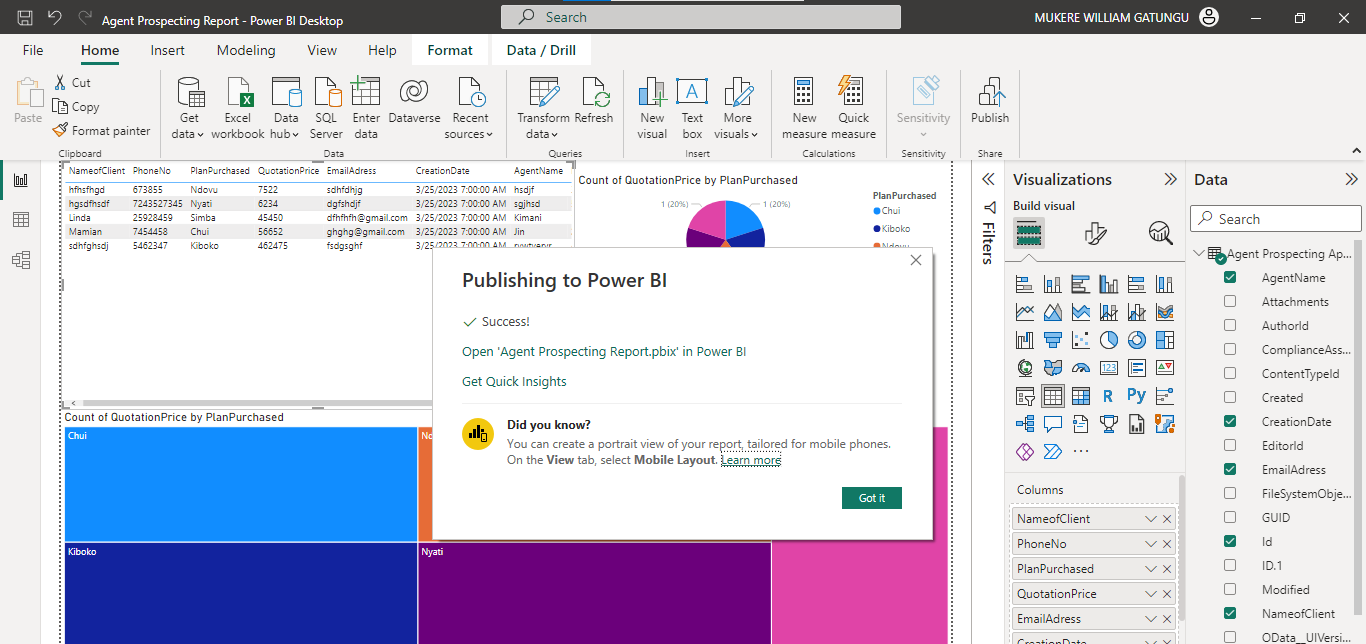 Agent Prospecting Report - Power BI Desktop
Search
MUKERE WILLIAM GATUNGU
File Home Insert Modeling View Help Format Data / Drill
Paste
Cut
Copy
Format painter
Clipboard
Get data
Excel workbook
Data hub
SQL Server
Enter data
Dataverse
Recent sources
Data
Transform data
Refresh
Queries
New visual
Text box
More visuals
Insert
New measure
Quick measure
Calculations
Sensitivity
Sensitivity
Publish
Share
NameofClient PhoneNo PlanPurchased QuotationPrice EmailAdress CreationDate AgentName
hfhsfhgd 673855 Ndovu 7522 sdhfdhjg 3/25/2023 7:00:00 AM hsdjf
hgsdfhsdf 7243527345 Nyati 6234 dgfshdjf 3/25/2023 7:00:00 AM sgjhsd
Linda 25928459 Simba 45450 dfhfhfh@gmail.com 3/25/2023 7:00:00 AM Kimani
Mamian 7454458 Chui 56652 ghghg@gmail.com 3/25/2023 7:00:00 AM Jin
sdhfghsdj 5462347 Kiboko 462475 fsdgsghf 3/25/2023 7:00:00 AM
Count of QuotationPrice by PlanPurchased
1 (20%)
1 (20%)
PlanPurchased
Chui
Kiboko
Ndovu
Count of QuotationPrice by PlanPurchased
Chui
Kiboko
Nyati
Publishing to Power BI
Success!
Open 'Agent Prospecting Report.pbix' in Power BI
Get Quick Insights
Did you know?
You can create a portrait view of your report, tailored for mobile phones.
On the View tab, select Mobile Layout. Learn more
Got it
Filters
Visualizations
Build visual
123
R
Py
...
Columns
NameofClient
PhoneNo
PlanPurchased
QuotationPrice
EmailAdress
CreationDate
Data
Search
Agent Prospecting Ap...
AgentName
Attachments
AuthorId
ComplianceAss...
ContentTypeId
Created
CreationDate
EditorId
EmailAdress
FileSystemObje...
GUID
Id
ID.1
Modified
NameofClient
OData__UIVersi...